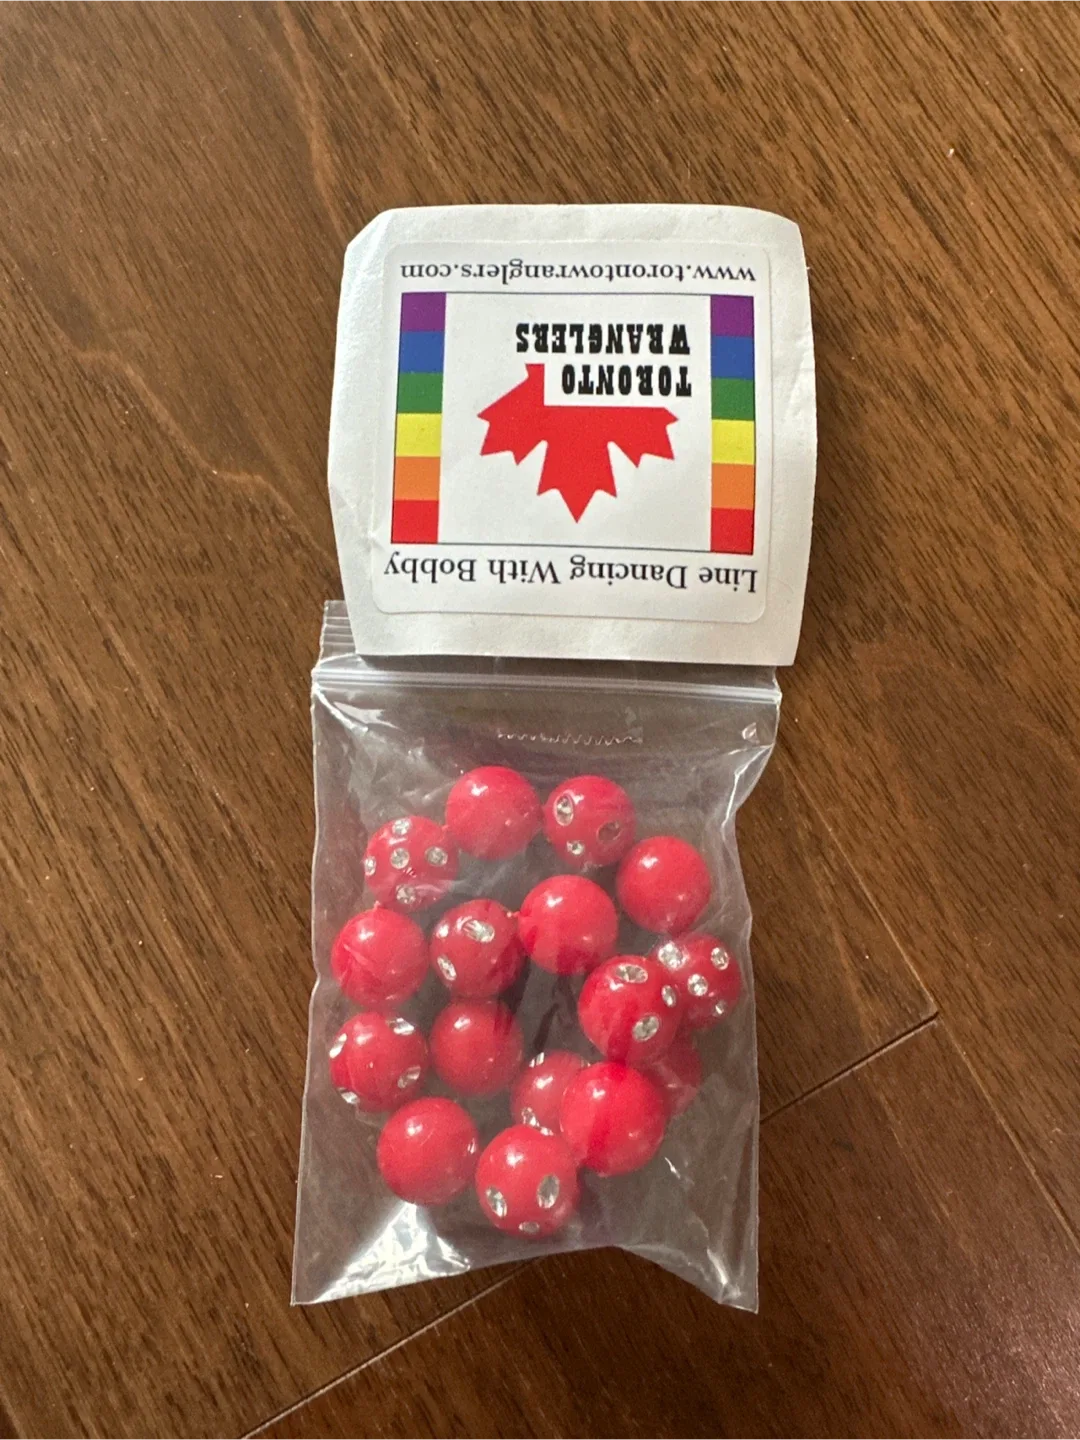 Line Dancing With Bobby
TORONTO
WRANGLERS
www.torontowranglers.com